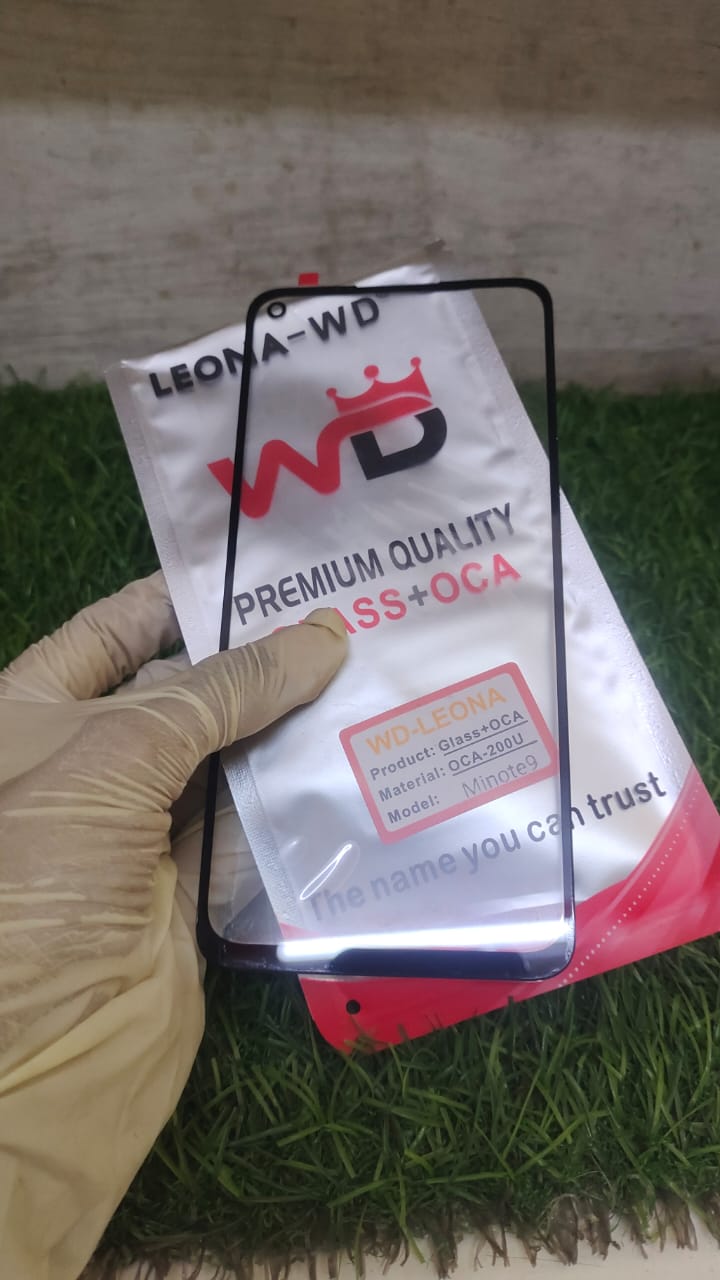 LEONA-WD
WD
PREMIUM QUALITY
GLASS+OCA
WD-LEONA
Product: Glass+OCA
Material: OCA-200U
Model: Minote9
The name you can trust